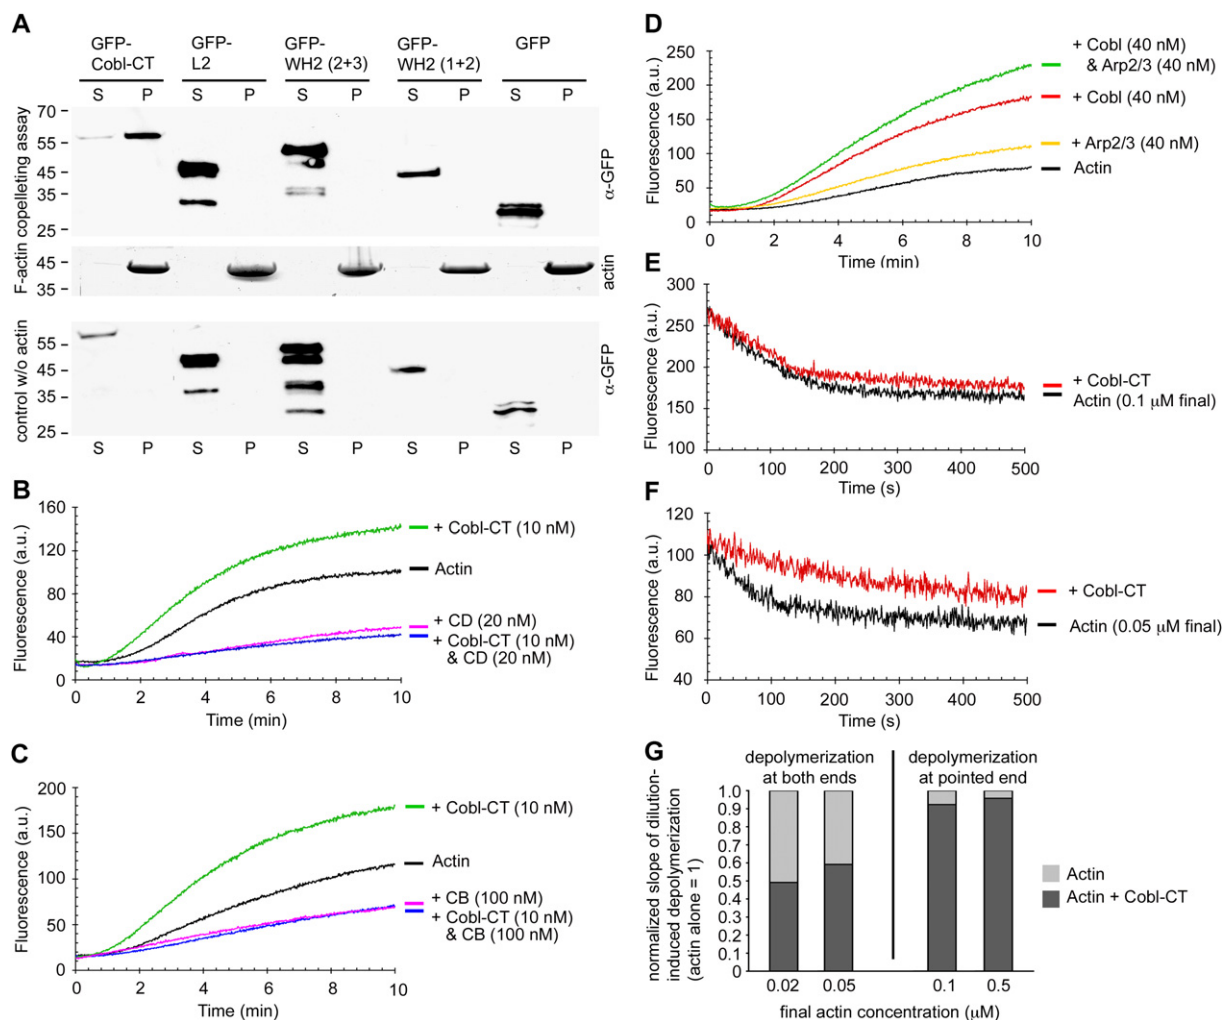 A
GFP-
Cobl-CT
GFP-
L2
GFP-
WH2 (2+3)
GFP-
WH2 (1+2)
GFP
S P S P S P S P S P
F-actin copelleting assay
70
55
45
35
25
α-GFP
45
35
actin
control w/o actin
55
45
35
25
α-GFP
S P S P S P S P S P
B
Fluorescence (a.u.)
160
120
80
40
0
0 2 4 6 8 10
Time (min)
+ Cobl-CT (10 nM)
Actin
+ CD (20 nM)
+ Cobl-CT (10 nM)
& CD (20 nM)
C
Fluorescence (a.u.)
200
150
100
50
0
0 2 4 6 8 10
Time (min)
+ Cobl-CT (10 nM)
Actin
+ CB (100 nM)
+ Cobl-CT (10 nM)
& CB (100 nM)
D
Fluorescence (a.u.)
250
200
150
100
50
0
0 2 4 6 8 10
Time (min)
+ Cobl (40 nM)
& Arp2/3 (40 nM)
+ Cobl (40 nM)
+ Arp2/3 (40 nM)
Actin
E
Fluorescence (a.u.)
300
250
200
150
100
0 100 200 300 400 500
Time (s)
+ Cobl-CT
Actin (0.1 μM final)
F
Fluorescence (a.u.)
120
100
80
60
40
0 100 200 300 400 500
Time (s)
+ Cobl-CT
Actin (0.05 μM final)
G
depolymerization
at both ends
depolymerization
at pointed end
normalized slope of dilution-
induced depolymerization
(actin alone = 1)
1.0
0.9
0.8
0.7
0.6
0.5
0.4
0.3
0.2
0.1
0
0.02 0.05 0.1 0.5
final actin concentration (μM)
Actin
Actin + Cobl-CT